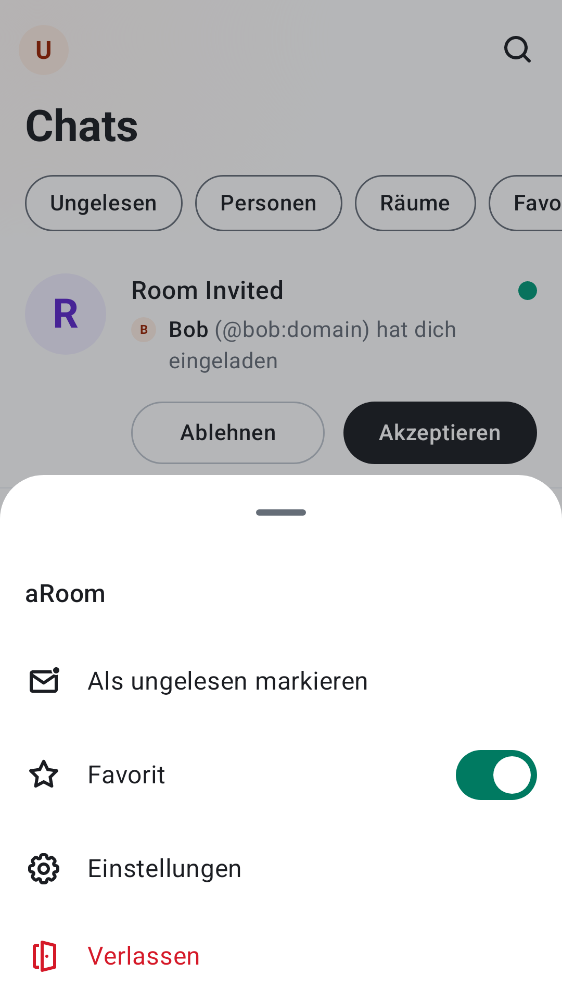 U
Chats
Ungelesen Personen Räume Favo
R
Room Invited
B Bob (@bob:domain) hat dich
eingeladen
Ablehnen Akzeptieren
aRoom
Als ungelesen markieren
Favorit
Einstellungen
Verlassen